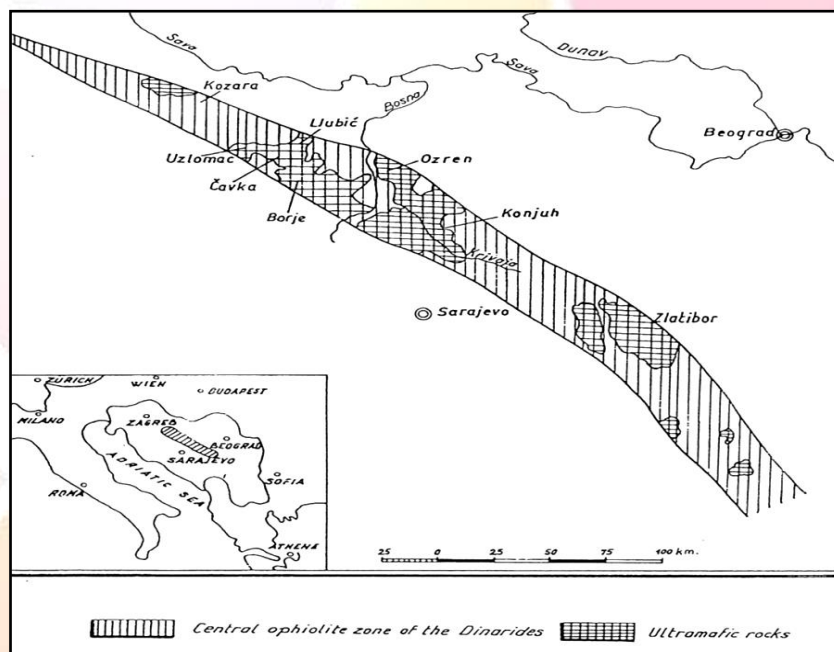 Sava
Dunav
Kozara
Sava
Bosna
Ljubić
Beograd
Uzlomac
Ozren
Čavka
Borje
Konjuh
Krivaja
Sarajevo
Zlatibor
ZÜRICH
WIEN
BUDAPEST
MILANO
ZAGREB
BEOGRAD
SARAJEVO
ADRIATIC SEA
SOFIA
ROMA
ATHENE
25 0 25 50 75 100 km.
Central ophiolite zone of the Dinarides
Ultramafic rocks